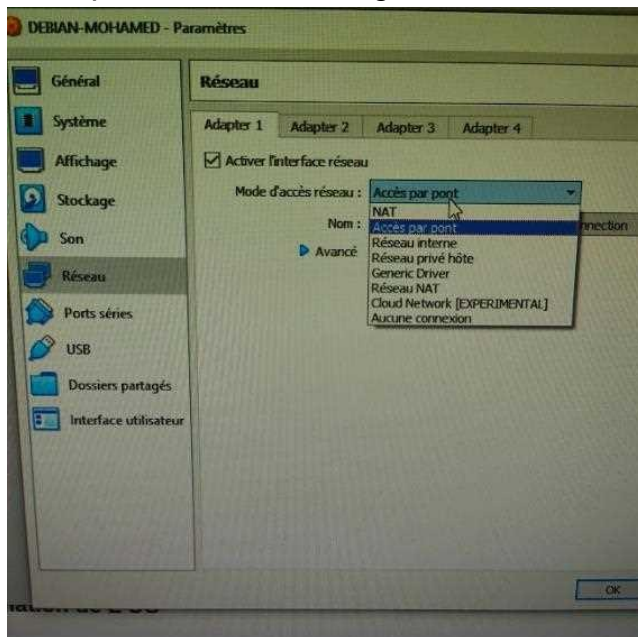 DEBIAN-MOHAMED - Paramètres
Général
Système
Affichage
Stockage
Son
Réseau
Ports séries
USB
Dossiers partagés
Interface utilisateur
Réseau
Adapter 1 Adapter 2 Adapter 3 Adapter 4
Activer l'interface réseau
Mode d'accès réseau : Accès par pont
Nom :
Avancé
NAT
Accès par pont
Réseau interne
Réseau privé hôte
Generic Driver
Réseau NAT
Cloud Network [EXPERIMENTAL]
Aucune connexion
OK